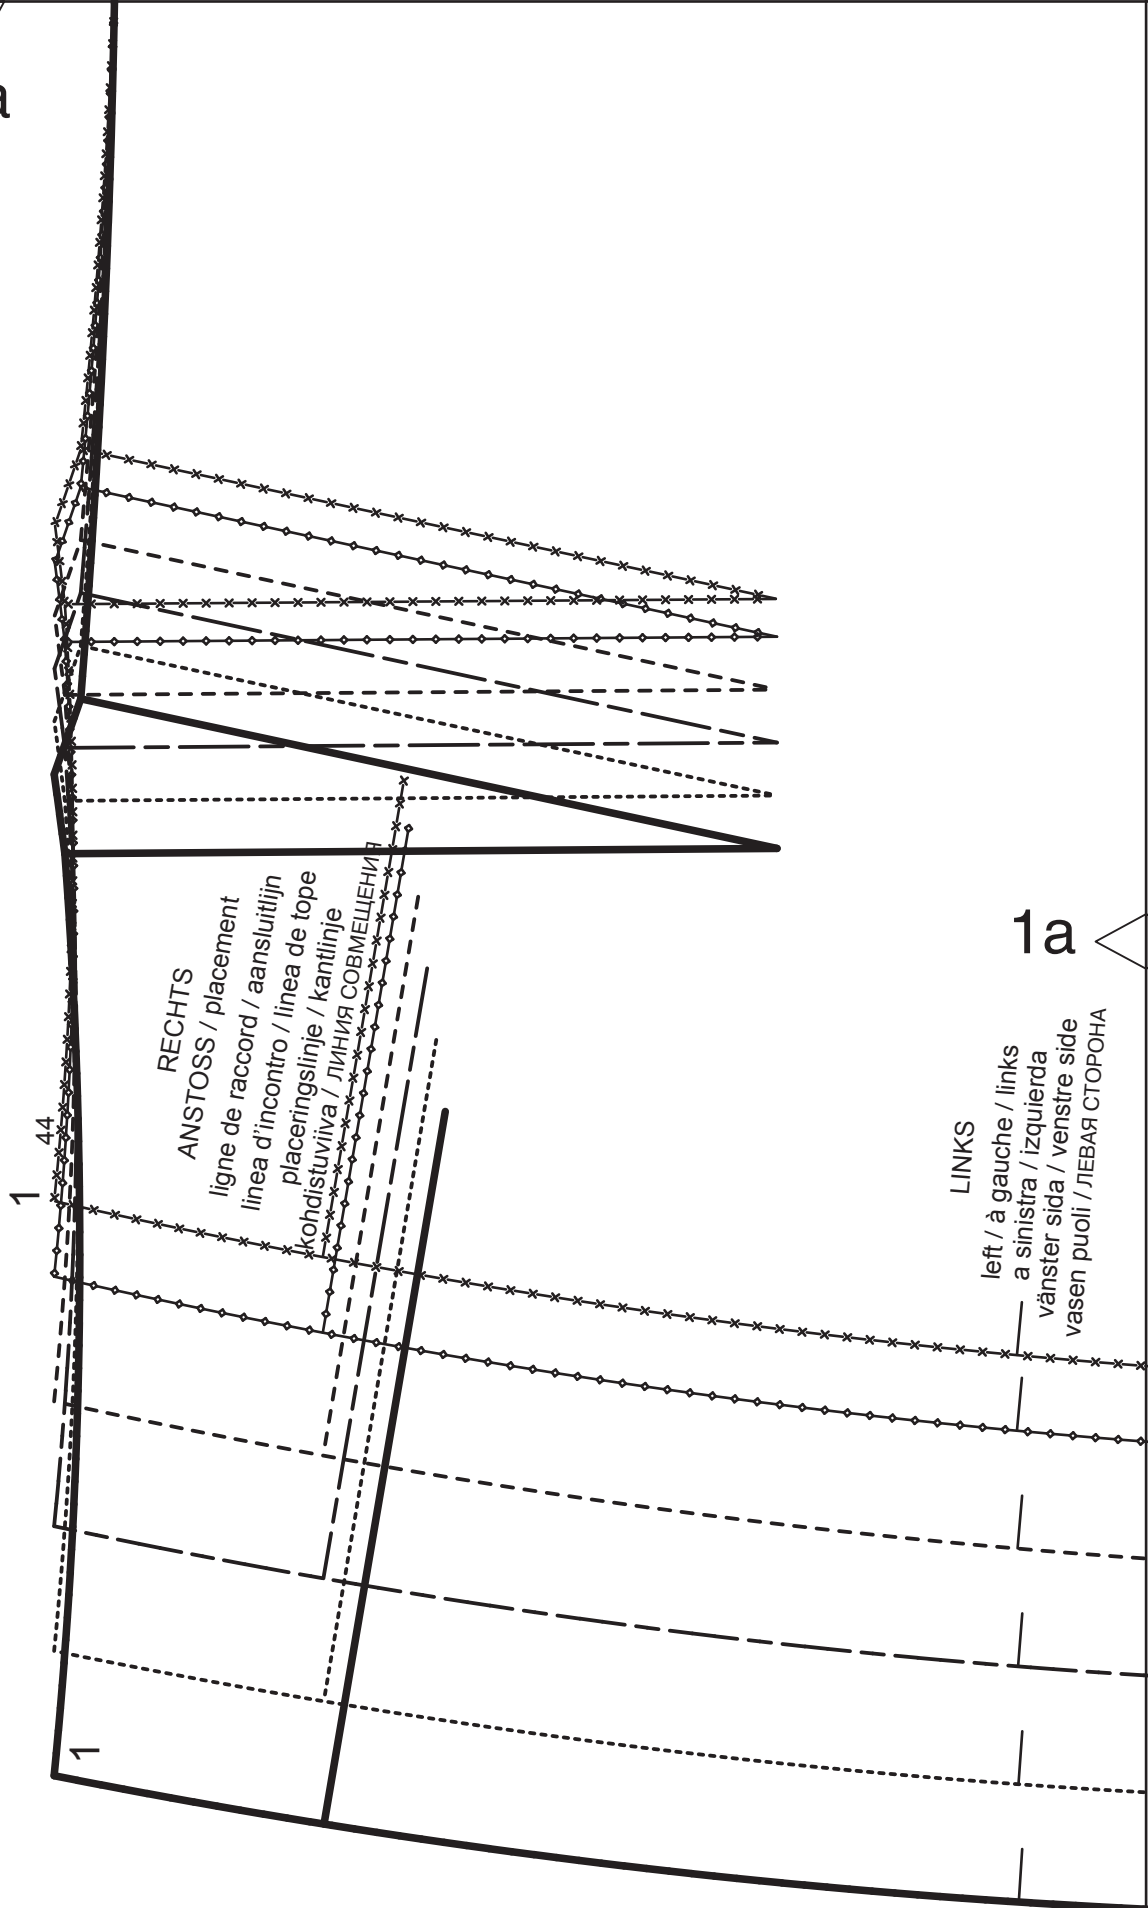 a
1
44
RECHTS
ANSTOSS / placement
ligne de raccord / aansluitlijn
linea d'incontro / linea de tope
placeringslinje / kantlinje
kohdistuviiva / ЛИНИЯ СОВМЕЩЕНИЯ
1a
LINKS
left / à gauche / links
a sinistra / izquierda
vänster sida / venstre side
vasen puoli / ЛЕВАЯ СТОРОНА
1